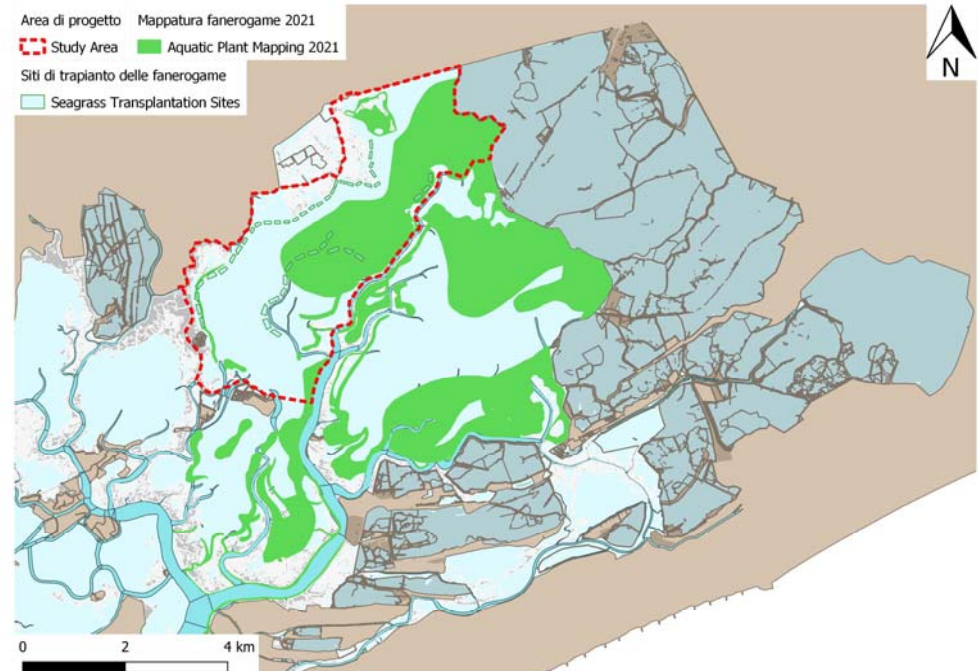 Area di progetto Mappatura fanerogame 2021
Study Area Aquatic Plant Mapping 2021
Siti di trapianto delle fanerogame
Seagrass Transplantation Sites
N
0 2 4 km